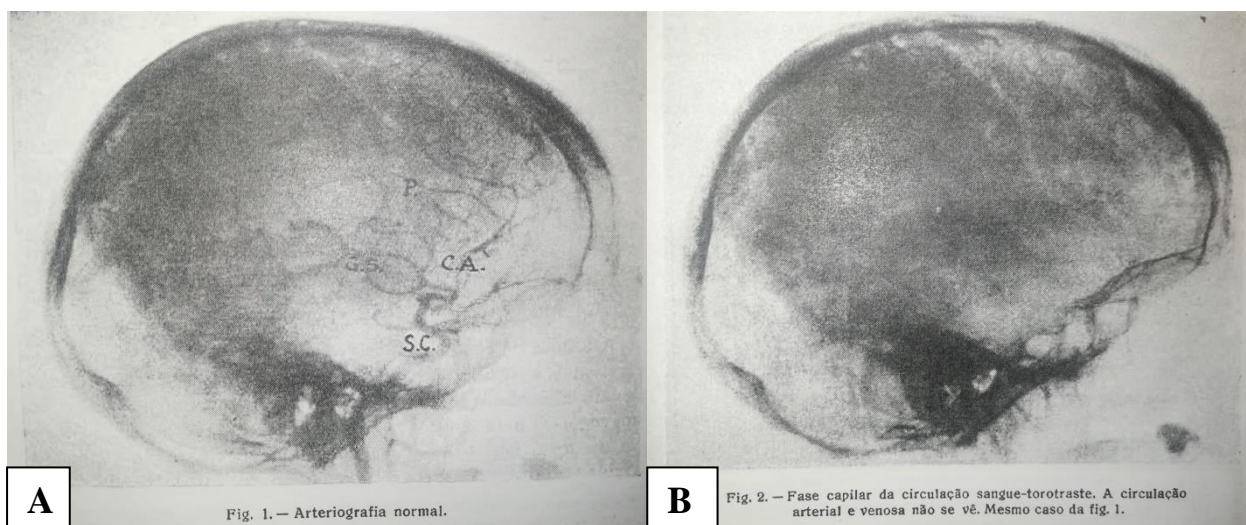 P.
G.S.
C.A.
S.C.
A
Fig. 1. — Arteriografia normal.
B
Fig. 2. — Fase capilar da circulação sangue-torotraste. A circulação
arterial e venosa não se vê. Mesmo caso da fig. 1.